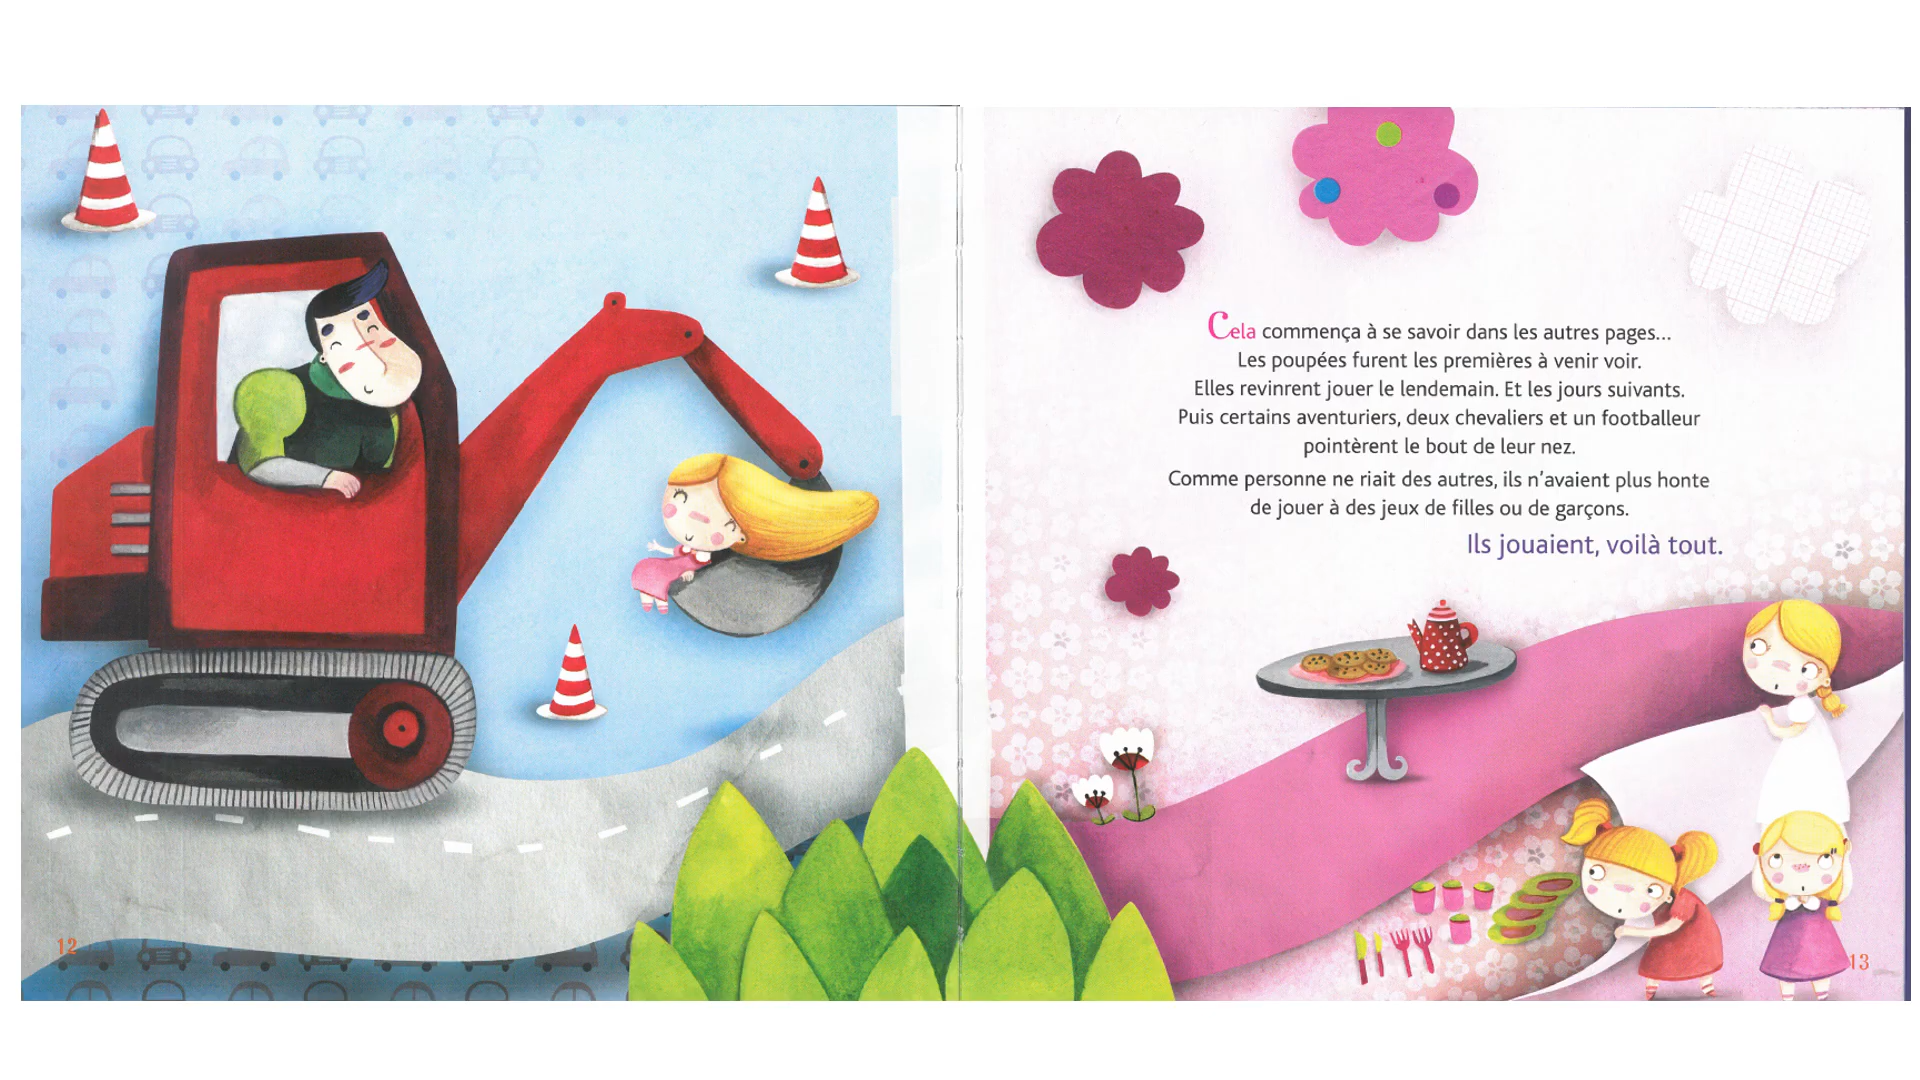 Cela commença à se savoir dans les autres pages...
Les poupées furent les premières à venir voir.
Elles revinrent jouer le lendemain. Et les jours suivants.
Puis certains aventuriers, deux chevaliers et un footballeur
pointèrent le bout de leur nez.
Comme personne ne riait des autres, ils n'avaient plus honte
de jouer à des jeux de filles ou de garçons.
Ils jouaient, voilà tout.
12
13